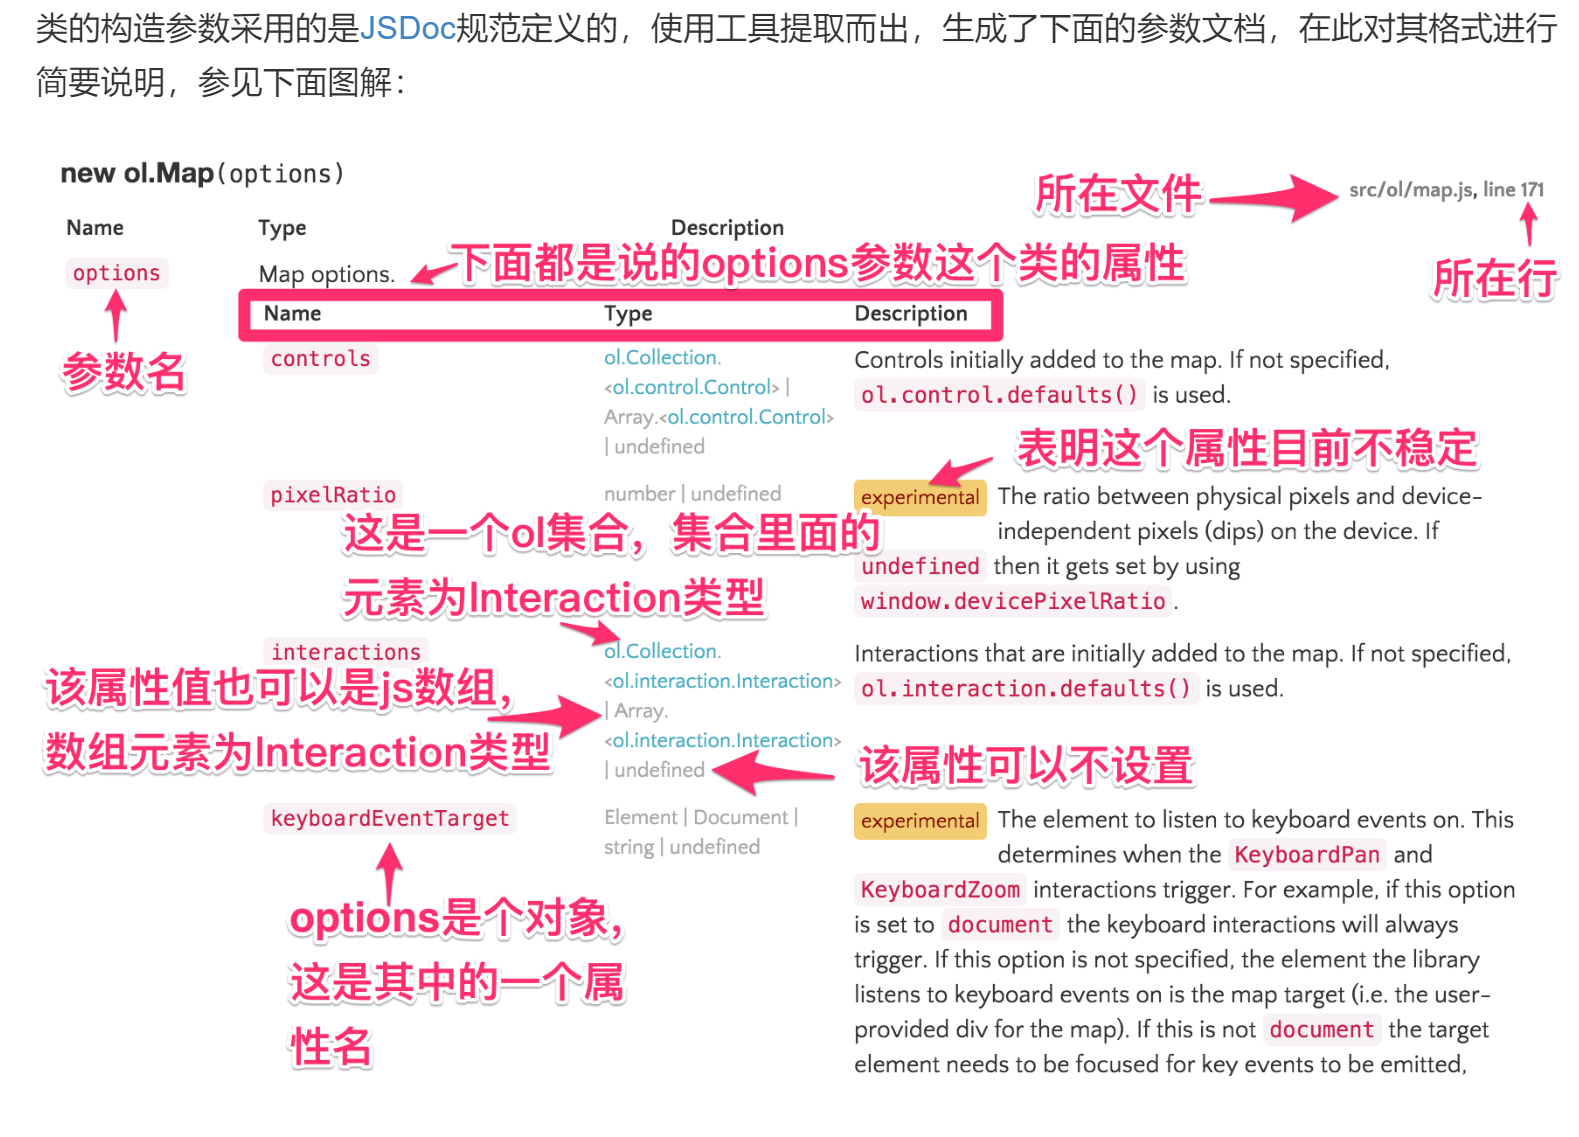 类的构造参数采用的是JSDoc规范定义的，使用工具提取而出，生成了下面的参数文档，在此对其格式进行
简要说明，参见下面图解：
new ol.Map(options)
所在文件
src/ol/map.js, line 171
所在行
Name Type Description
options
Map options.
下面都是说的options参数这个类的属性
参数名
Name Type Description
controls
ol.Collection.
<ol.control.Control> |
Array.<ol.control.Control>
| undefined
Controls initially added to the map. If not specified,
ol.control.defaults() is used.
表明这个属性目前不稳定
pixelRatio
number | undefined
experimental The ratio between physical pixels and device-
independent pixels (dips) on the device. If
undefined then it gets set by using
window.devicePixelRatio.
这是一个ol集合，集合里面的
元素为Interaction类型
interactions
ol.Collection.
<ol.interaction.Interaction>
| Array.
<ol.interaction.Interaction>
| undefined
Interactions that are initially added to the map. If not specified,
ol.interaction.defaults() is used.
该属性值也可以是js数组，
数组元素为Interaction类型
该属性可以不设置
keyboardEventTarget
Element | Document |
string | undefined
experimental The element to listen to keyboard events on. This
determines when the KeyboardPan and
KeyboardZoom interactions trigger. For example, if this option
is set to document the keyboard interactions will always
trigger. If this option is not specified, the element the library
listens to keyboard events on is the map target (i.e. the user-
provided div for the map). If this is not document the target
element needs to be focused for key events to be emitted,
options是个对象，
这是其中的一个属
性名